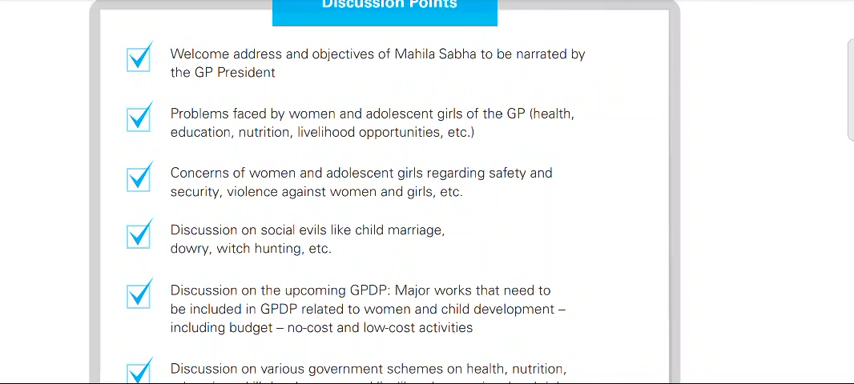 Discussion Points
Welcome address and objectives of Mahila Sabha to be narrated by
the GP President
Problems faced by women and adolescent girls of the GP (health,
education, nutrition, livelihood opportunities, etc.)
Concerns of women and adolescent girls regarding safety and
security, violence against women and girls, etc.
Discussion on social evils like child marriage,
dowry, witch hunting, etc.
Discussion on the upcoming GPDP: Major works that need to
be included in GPDP related to women and child development –
including budget – no-cost and low-cost activities
Discussion on various government schemes on health, nutrition,